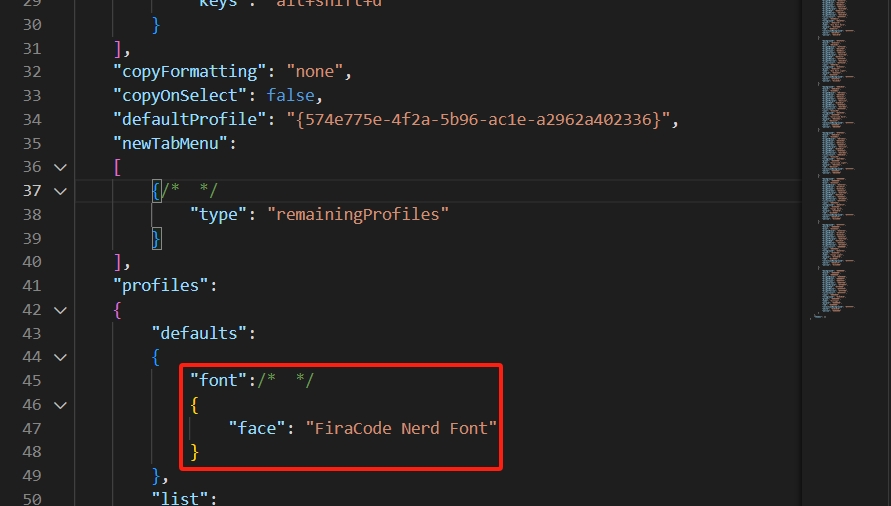 29 "keys": "alt+shift+d"
30 }
31 ],
32 "copyFormatting": "none",
33 "copyOnSelect": false,
34 "defaultProfile": "{574e775e-4f2a-5b96-ac1e-a2962a402336}",
35 "newTabMenu":
36 [
37 {/*  */
38 "type": "remainingProfiles"
39 }
40 ],
41 "profiles":
42 {
43 "defaults":
44 {
45 "font":/*  */
46 {
47 "face": "FiraCode Nerd Font"
48 }
49 },
50 "list":